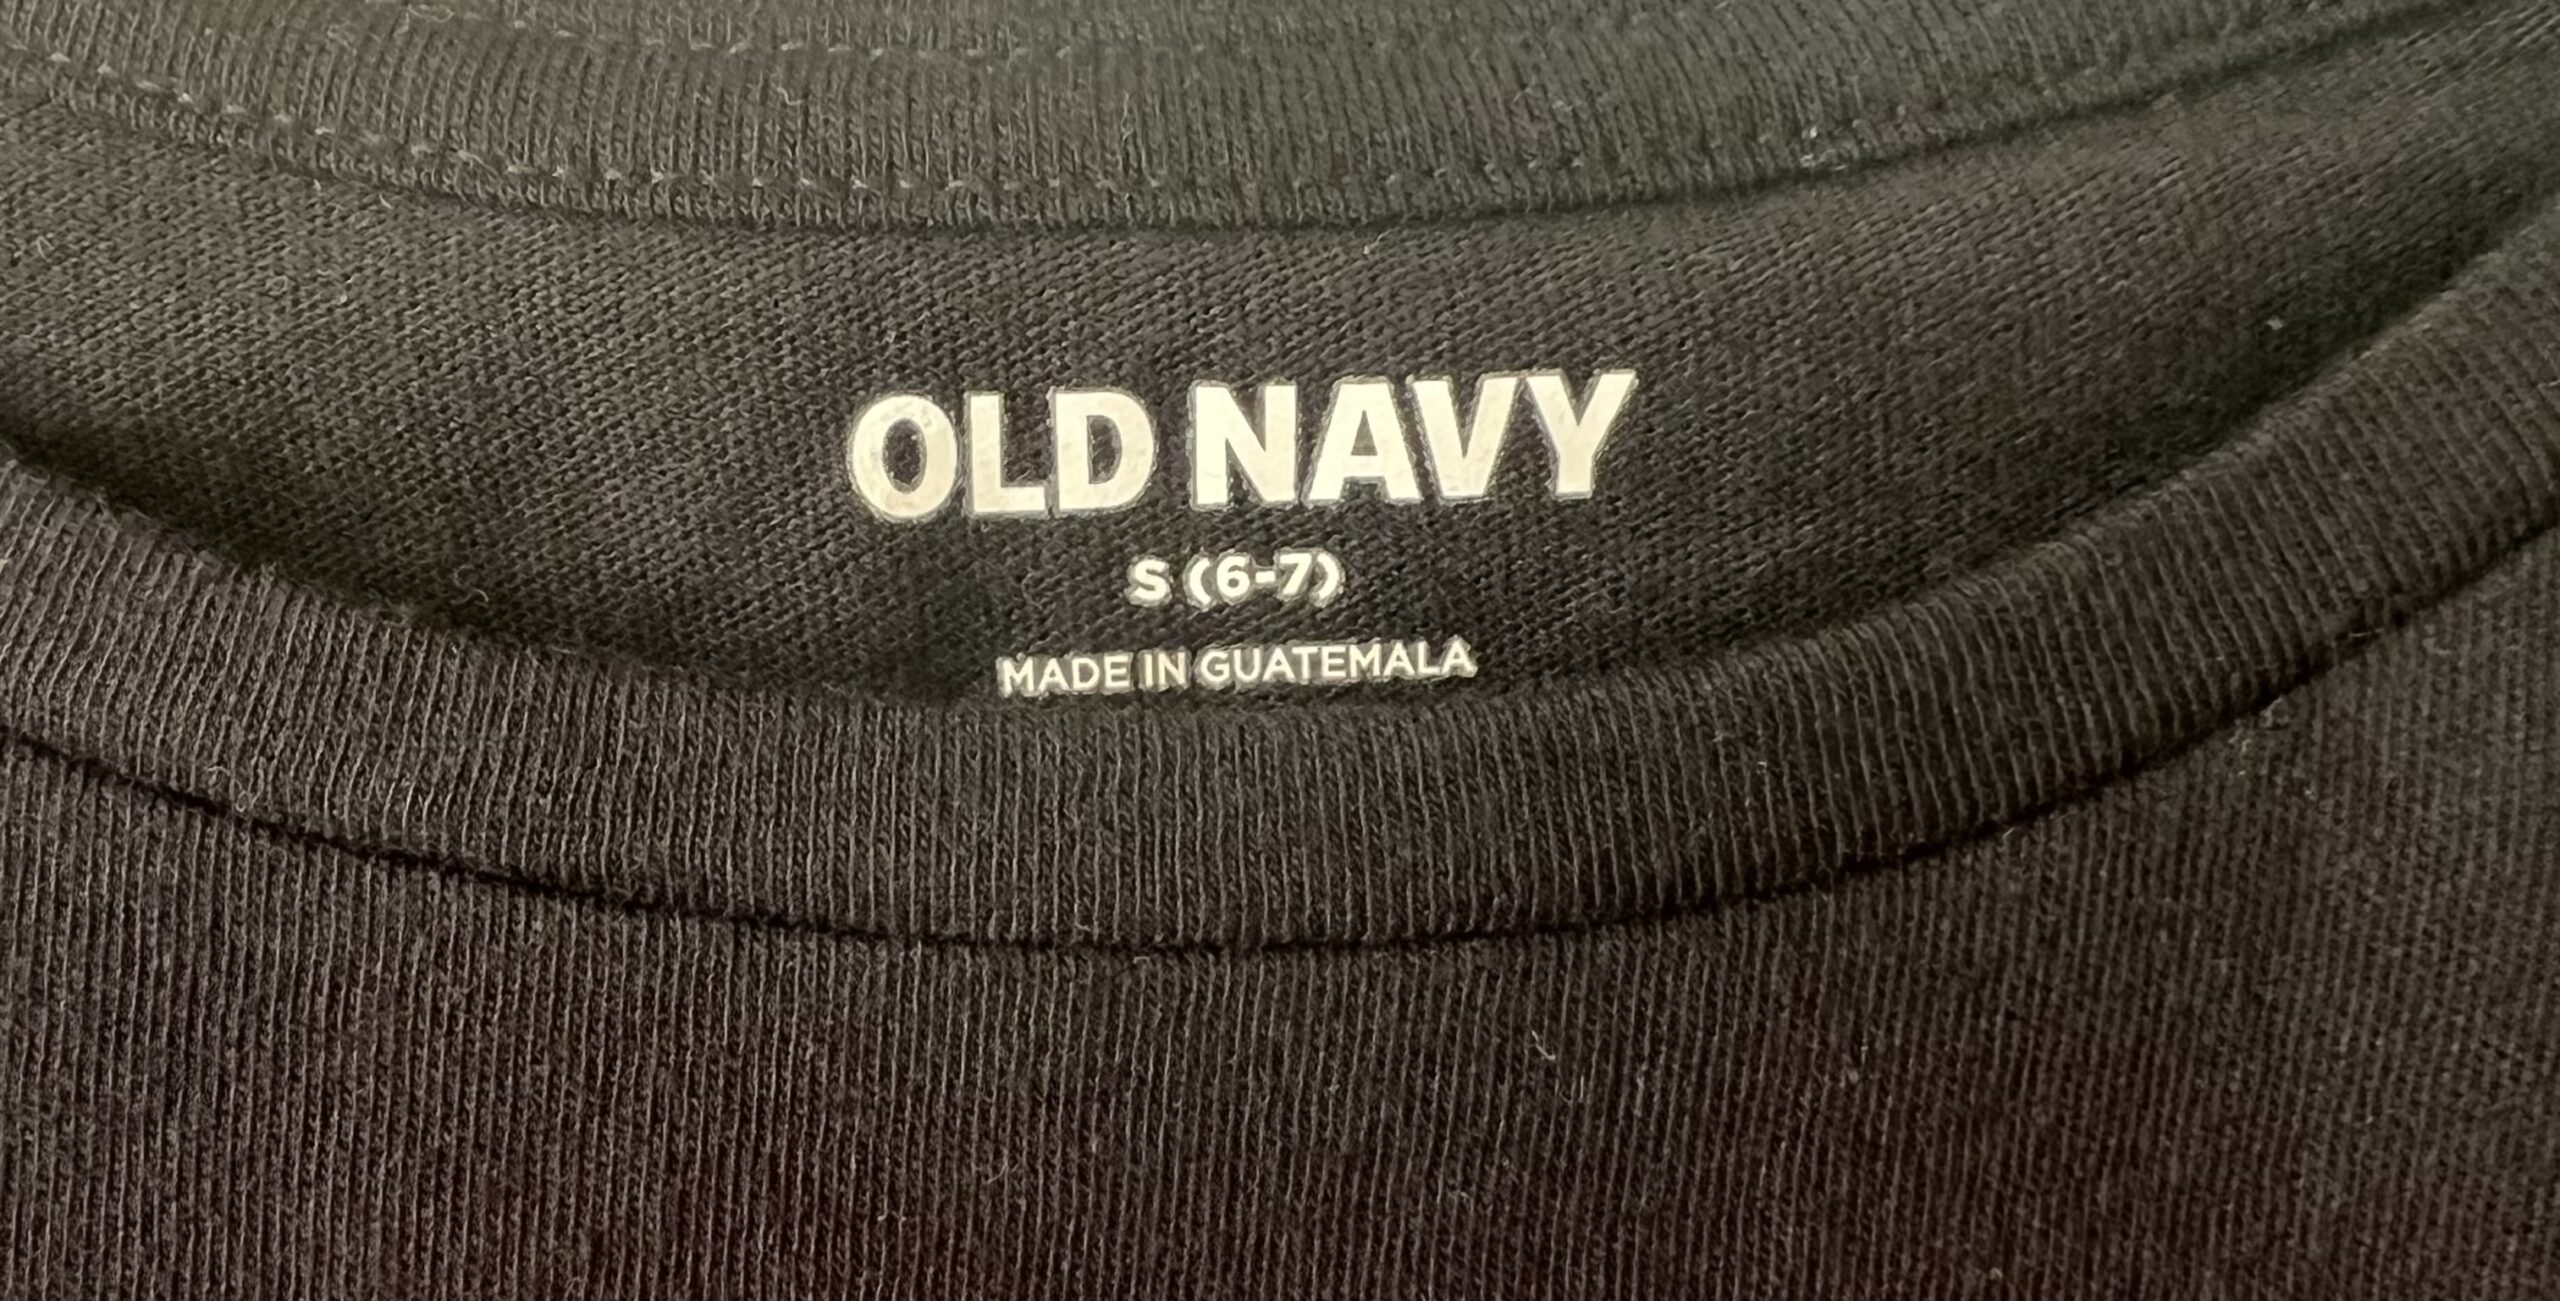 OLD NAVY
S (6-7)
MADE IN GUATEMALA